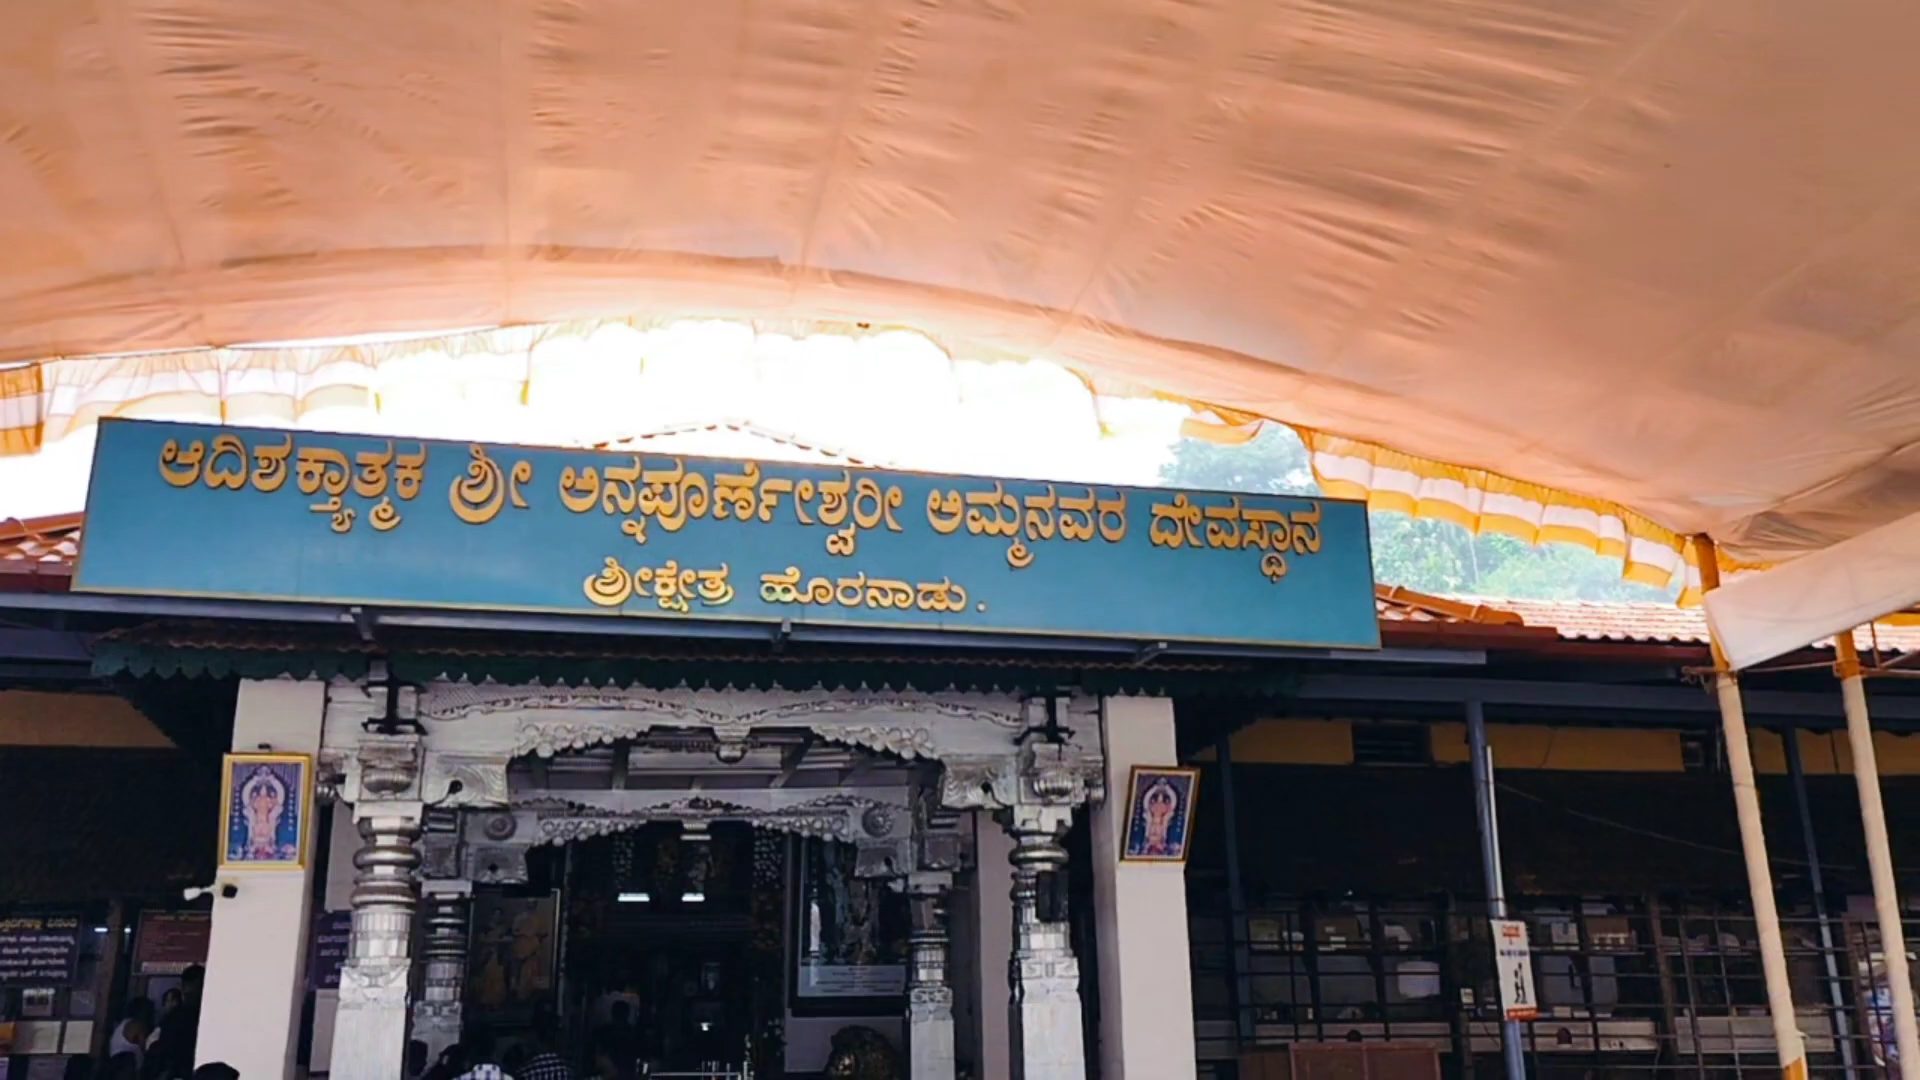 ಆದಿಶಕ್ತ್ಯಾತ್ಮಕ ಶ್ರೀ ಅನ್ನಪೂರ್ಣೇಶ್ವರೀ ಅಮ್ಮನವರ ದೇವಸ್ಥಾನ
ಶ್ರೀಕ್ಷೇತ್ರ ಹೊರನಾಡು.